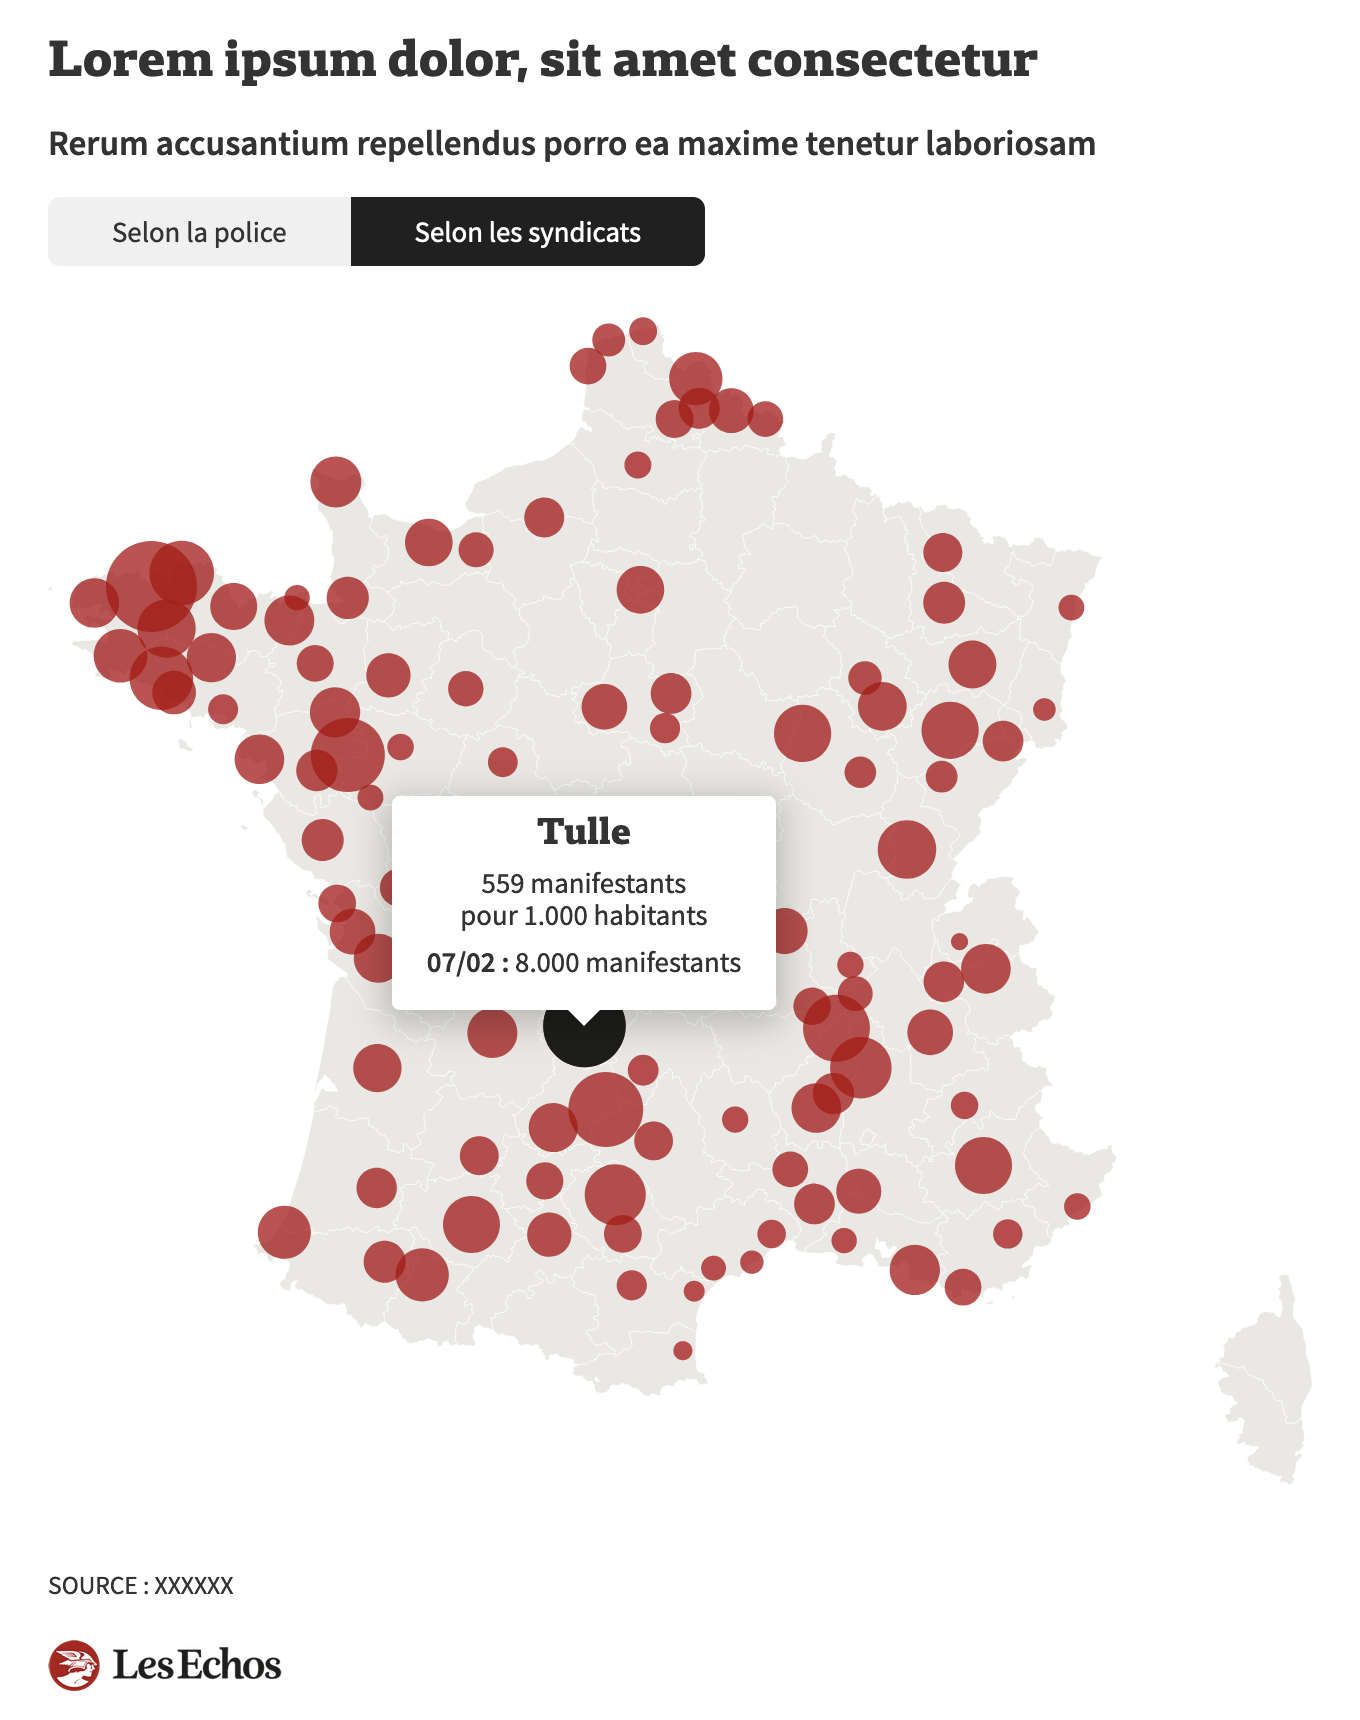 Lorem ipsum dolor, sit amet consectetur
Rerum accusantium repellendus porro ea maxime tenetur laboriosam
Selon la police
Selon les syndicats
Tulle
559 manifestants
pour 1.000 habitants
07/02 : 8.000 manifestants
SOURCE : XXXXXX
Les Echos